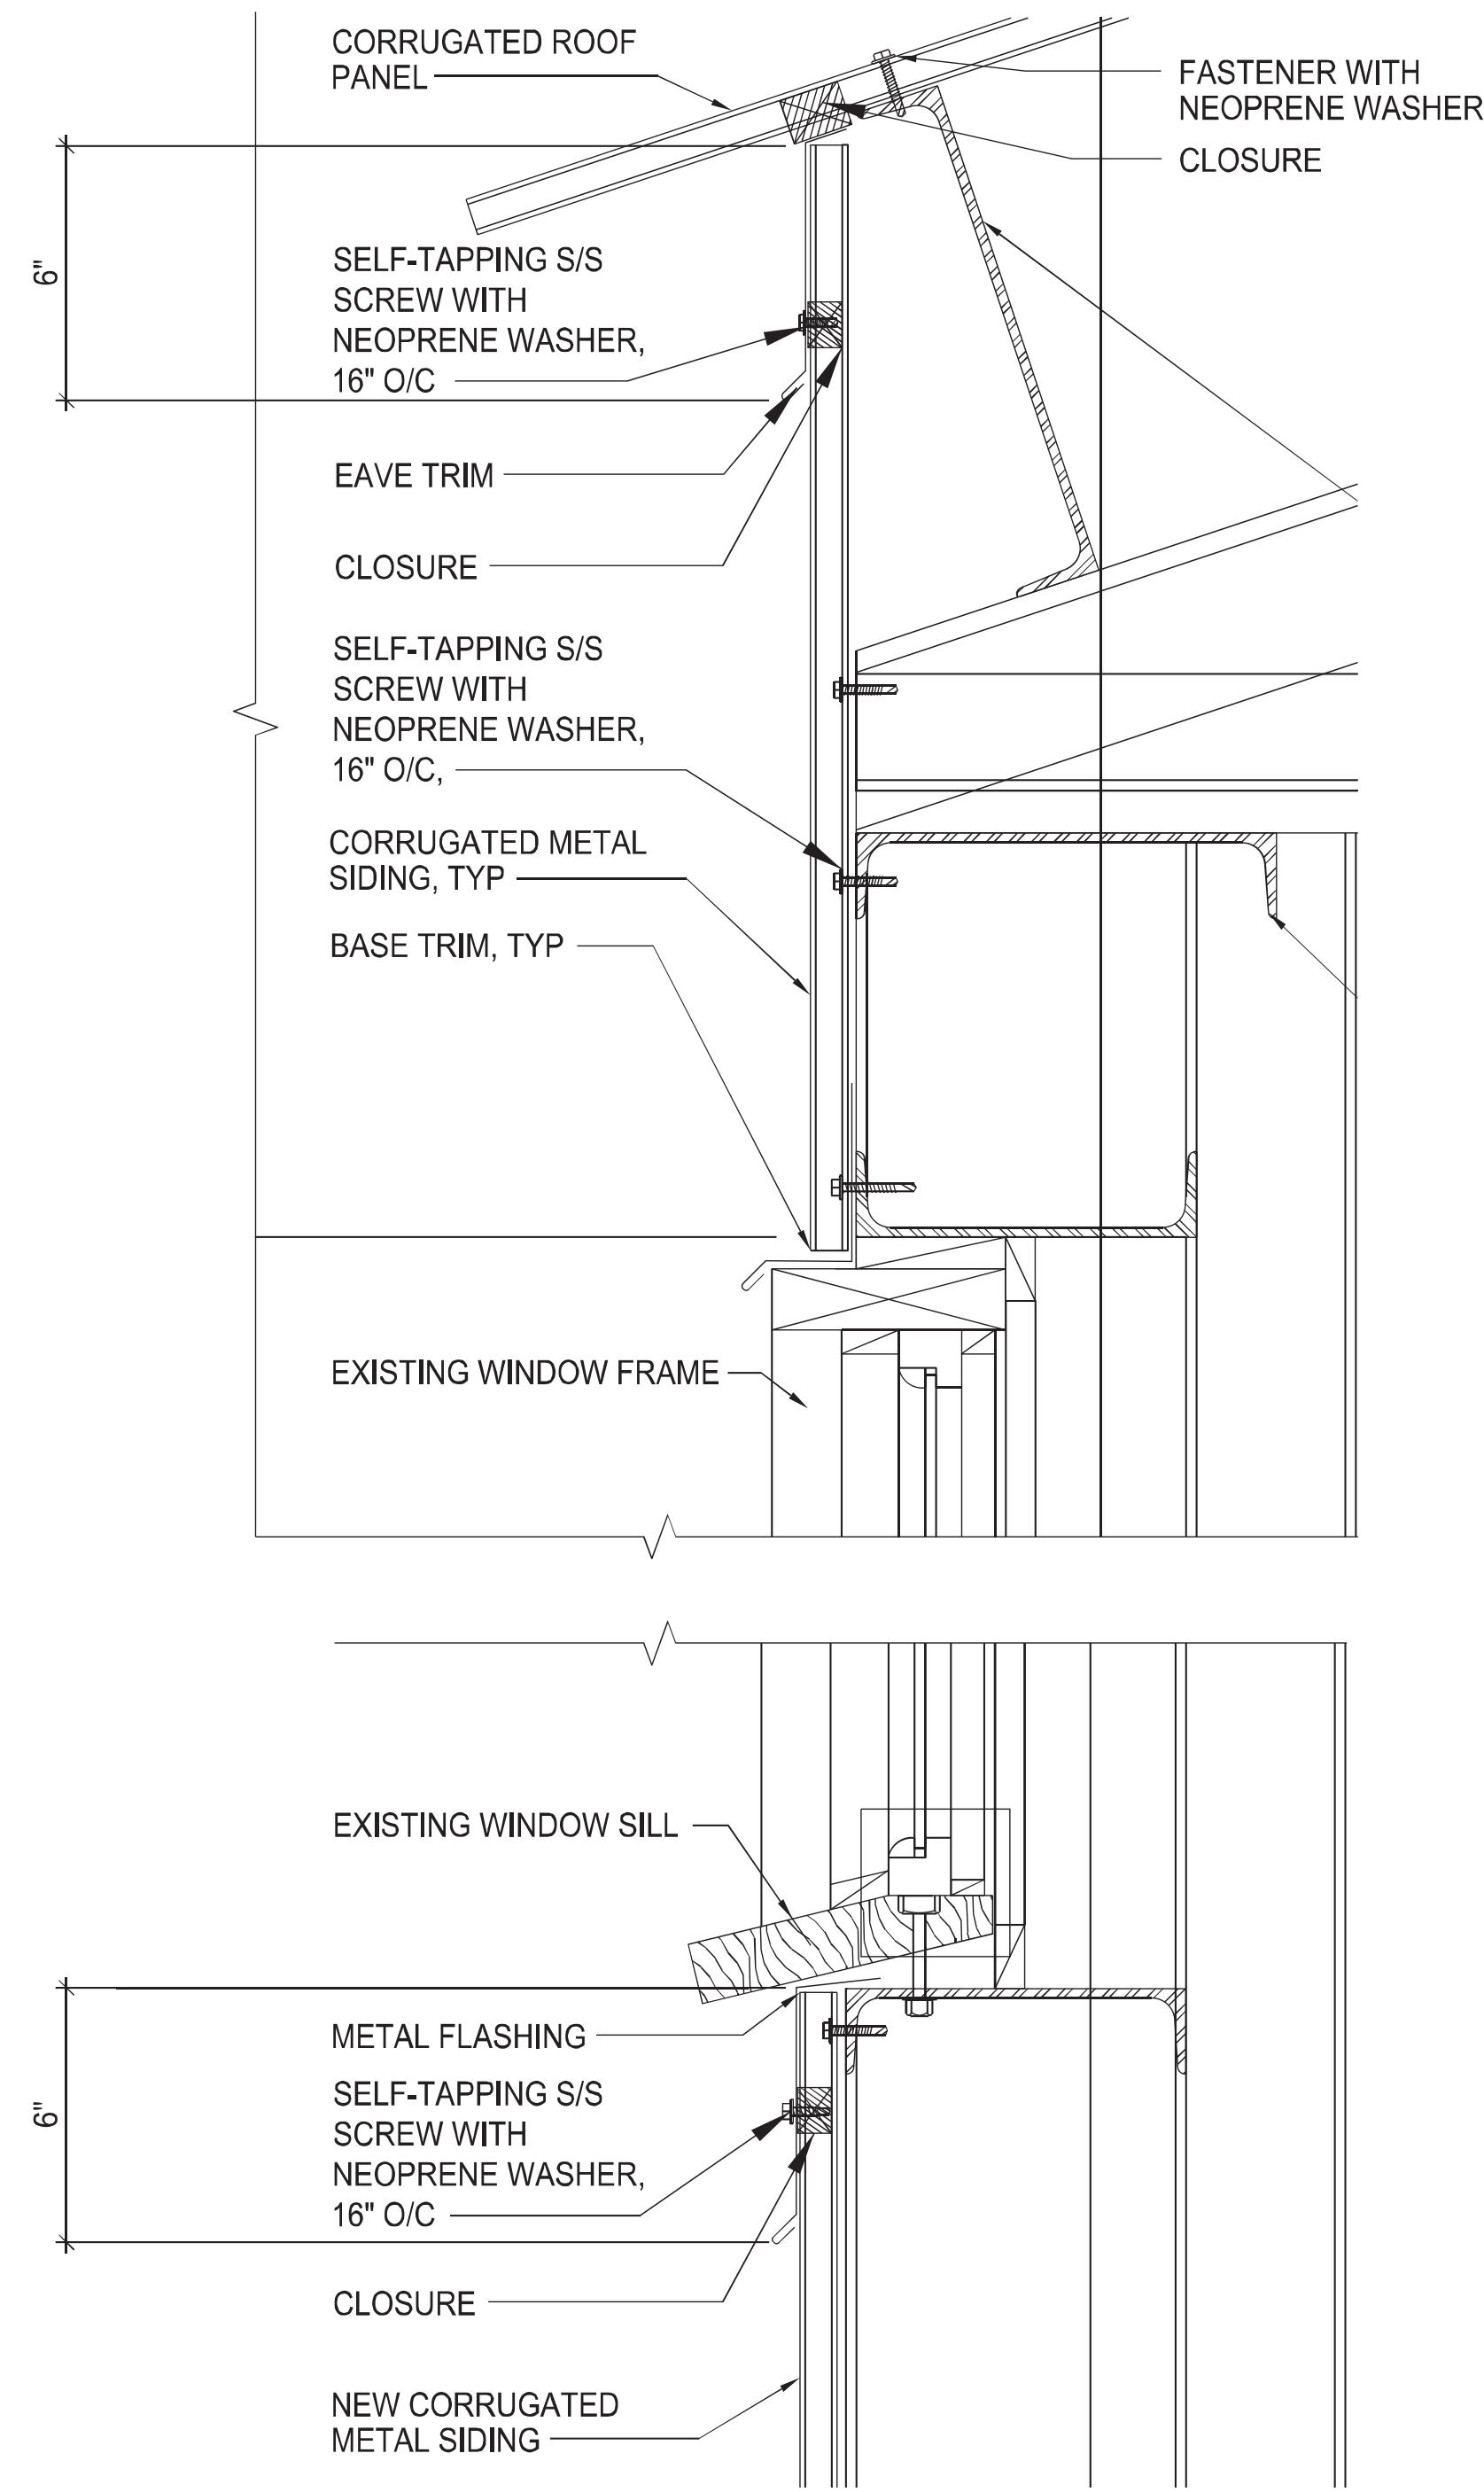 CORRUGATED ROOF
PANEL
FASTENER WITH
NEOPRENE WASHER
CLOSURE
6"
SELF-TAPPING S/S
SCREW WITH
NEOPRENE WASHER,
16" O/C
EAVE TRIM
CLOSURE
SELF-TAPPING S/S
SCREW WITH
NEOPRENE WASHER,
16" O/C,
CORRUGATED METAL
SIDING, TYP
BASE TRIM, TYP
EXISTING WINDOW FRAME
EXISTING WINDOW SILL
METAL FLASHING
6"
SELF-TAPPING S/S
SCREW WITH
NEOPRENE WASHER,
16" O/C
CLOSURE
NEW CORRUGATED
METAL SIDING